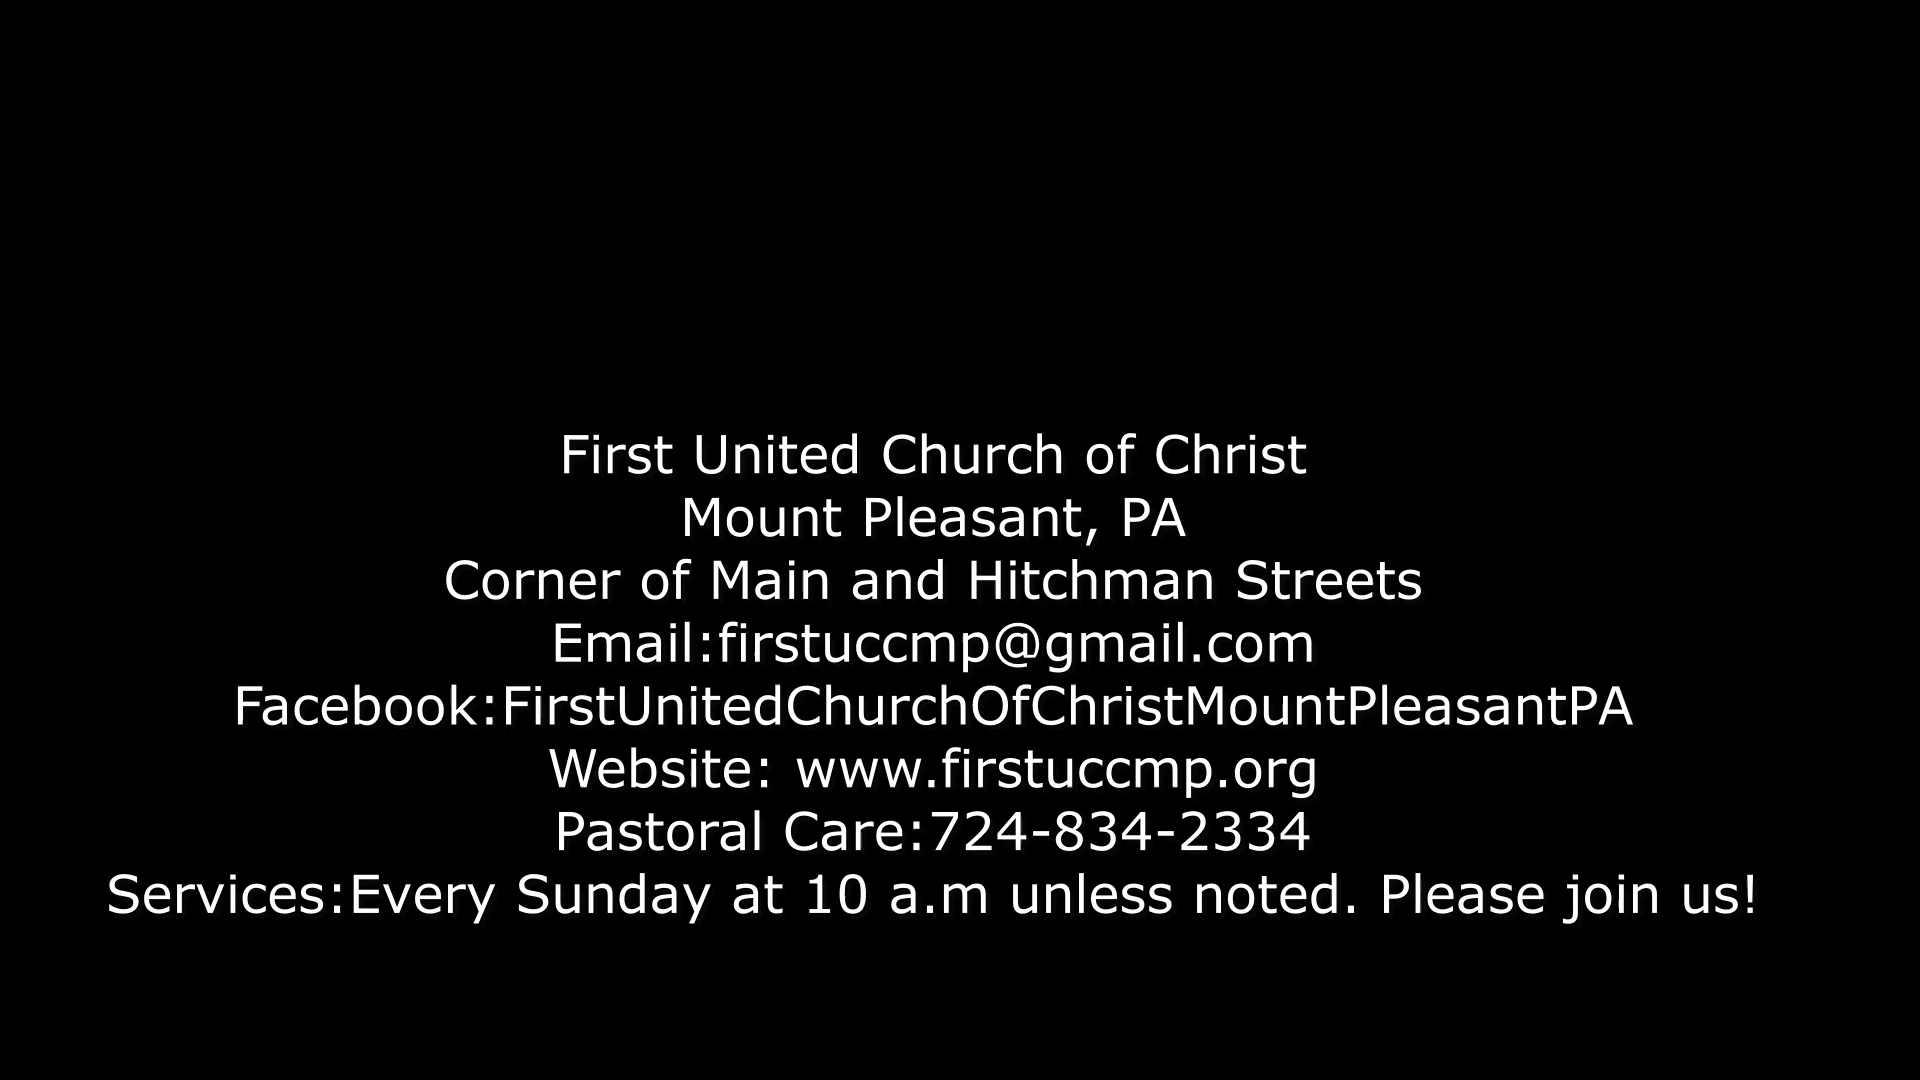 First United Church of Christ
Mount Pleasant, PA
Corner of Main and Hitchman Streets
Email:firstuccmp@gmail.com
Facebook:FirstUnitedChurchOfChristMountPleasantPA
Website: www.firstuccmp.org
Pastoral Care:724-834-2334
Services:Every Sunday at 10 a.m unless noted. Please join us!